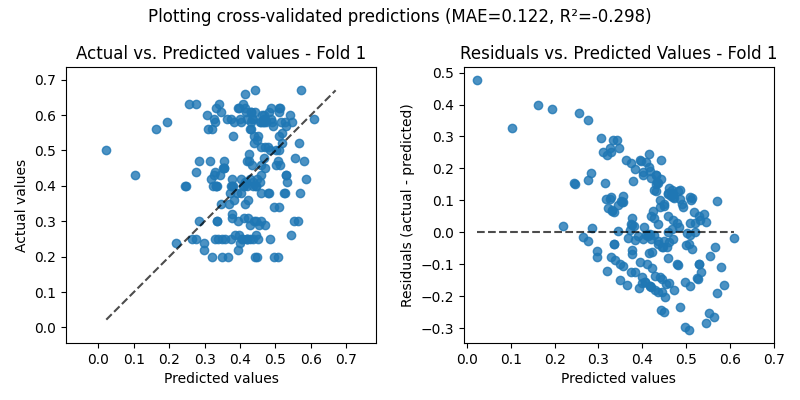 Plotting cross-validated predictions (MAE=0.122, R²=-0.298)
Actual vs. Predicted values - Fold 1
Actual values
0.7
0.6
0.5
0.4
0.3
0.2
0.1
0.0
0.0 0.1 0.2 0.3 0.4 0.5 0.6 0.7
Predicted values
Residuals vs. Predicted Values - Fold 1
Residuals (actual - predicted)
0.5
0.4
0.3
0.2
0.1
0.0
−0.1
−0.2
−0.3
0.0 0.1 0.2 0.3 0.4 0.5 0.6 0.7
Predicted values